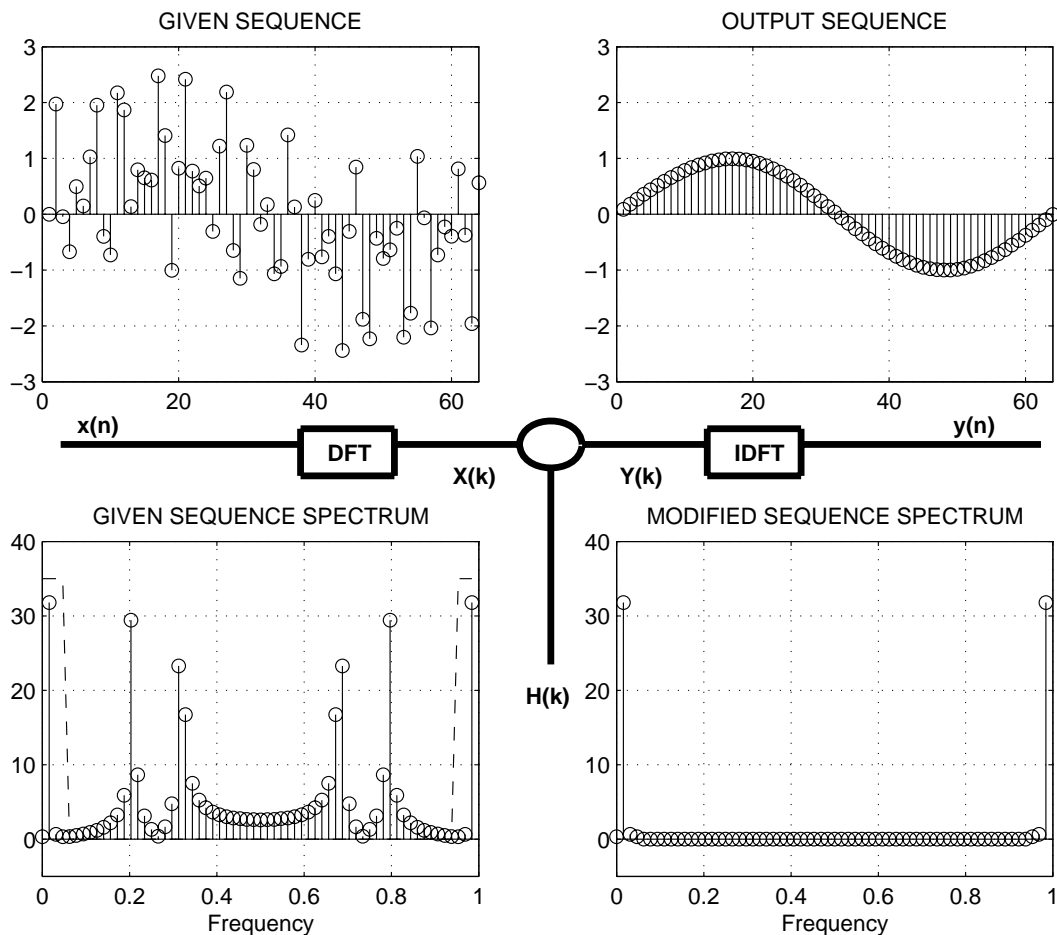 GIVEN SEQUENCE
OUTPUT SEQUENCE
3
2
1
0
−1
−2
−3
0 20 40 60
3
2
1
0
−1
−2
−3
0 20 40 60
x(n)
DFT
X(k)
Y(k)
IDFT
y(n)
H(k)
GIVEN SEQUENCE SPECTRUM
MODIFIED SEQUENCE SPECTRUM
40
30
20
10
0
0 0.2 0.4 0.6 0.8 1
Frequency
40
30
20
10
0
0 0.2 0.4 0.6 0.8 1
Frequency